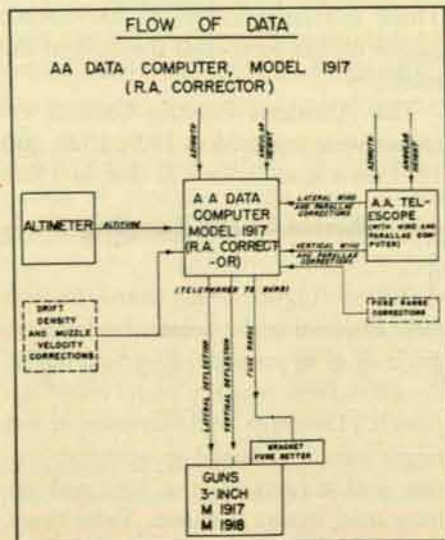 FLOW OF DATA
AA DATA COMPUTER, MODEL 1917
(R.A. CORRECTOR)
AZIMUTH
ANGULAR
HEIGHT
AZIMUTH
ANGULAR
HEIGHT
ALTIMETER
ALTITUDE
AA DATA
COMPUTER
MODEL 1917
(R.A. CORRECT
-OR)
LATERAL WIND
AND PARALLAX
CORRECTIONS
VERTICAL WIND
AND PARALLAX
CORRECTIONS
A.A. TEL-
ESCOPE
(WITH WIND AND
PARALLAX COM-
PUTER)
(TELEPHONED TO GUNS)
FUSE RANGE
CORRECTIONS
DRIFT
DENSITY
AND MUZZLE
VELOCITY
CORRECTIONS
LATERAL DEFLECTION
VERTICAL DEFLECTION
FUSE RANGE
BRACKET
FUSE SETTER
GUNS
3-INCH
M 1917
M 1918